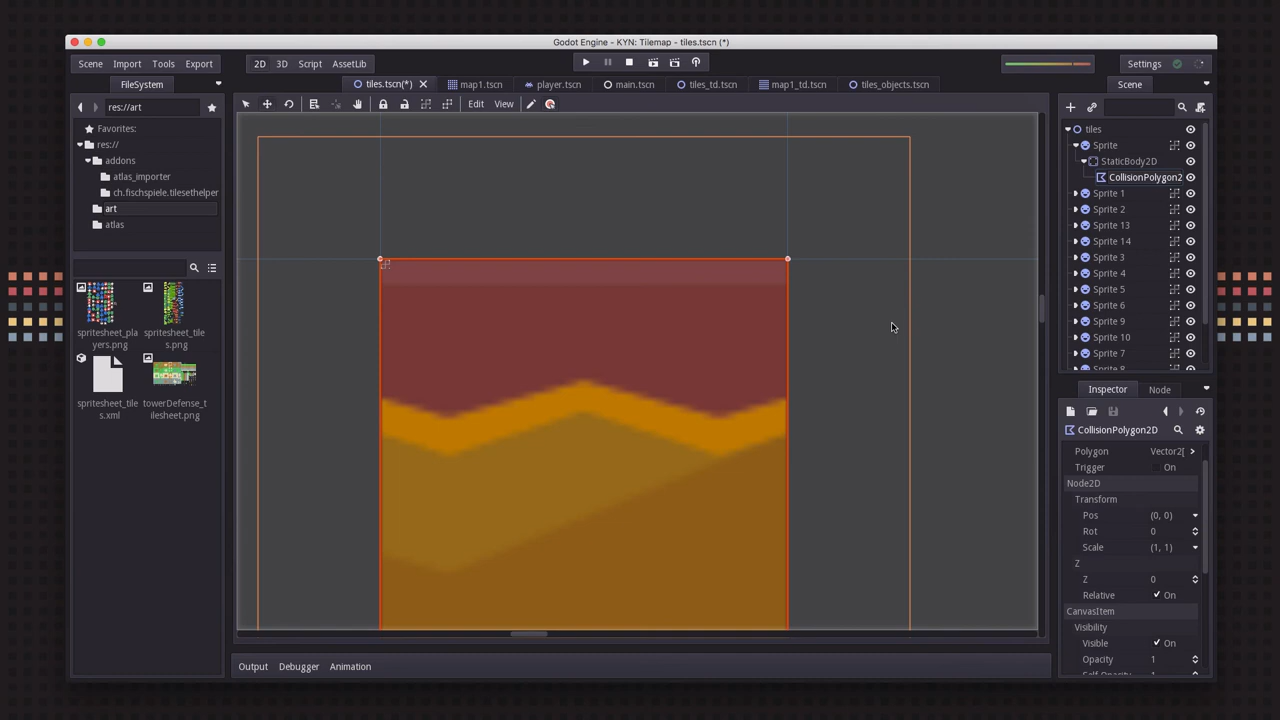 Godot Engine - KYN: Tilemap - tiles.tscn (*)
Scene Import Tools Export
2D 3D Script AssetLib
Settings
FileSystem
tiles.tscn(*) map1.tscn player.tscn main.tscn tiles_td.tscn map1_td.tscn tiles_objects.tscn
Scene
res://art
Edit View
Favorites:
res://
addons
atlas_importer
ch.fischspiele.tilesethelper
art
atlas
spritesheet_pla
yers.png
spritesheet_tile
s.png
spritesheet_tile
s.xml
towerDefense_t
ilesheet.png
tiles
Sprite
StaticBody2D
CollisionPolygon2
Sprite 1
Sprite 2
Sprite 13
Sprite 14
Sprite 3
Sprite 4
Sprite 5
Sprite 6
Sprite 9
Sprite 10
Sprite 7
Sprite 8
Inspector Node
CollisionPolygon2D
Polygon Vector2[
Trigger On
Node2D
Transform
Pos (0, 0)
Rot 0
Scale (1, 1)
Z
Z 0
Relative On
CanvasItem
Visibility
Visible On
Opacity 1
Self Opacity 1
Output Debugger Animation